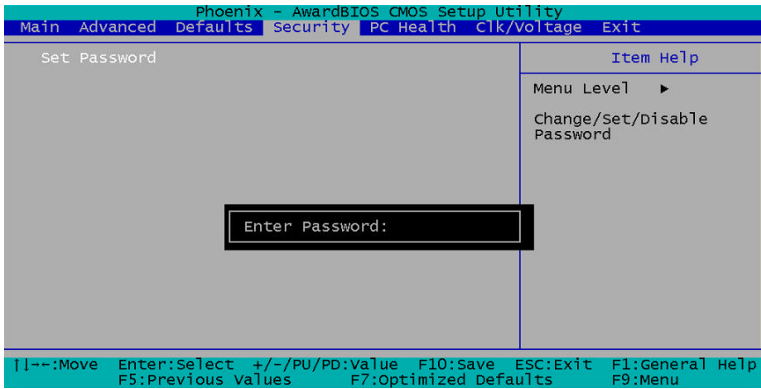 Phoenix - AwardBIOS CMOS Setup Utility
Main Advanced Defaults Security PC Health Clk/Voltage Exit
Set Password
Item Help
Menu Level ►
Change/Set/Disable
Password
Enter Password:
↑↓→←:Move Enter:Select +/-/PU/PD:Value F10:Save ESC:Exit F1:General Help
F5:Previous Values F7:Optimized Defaults F9:Menu